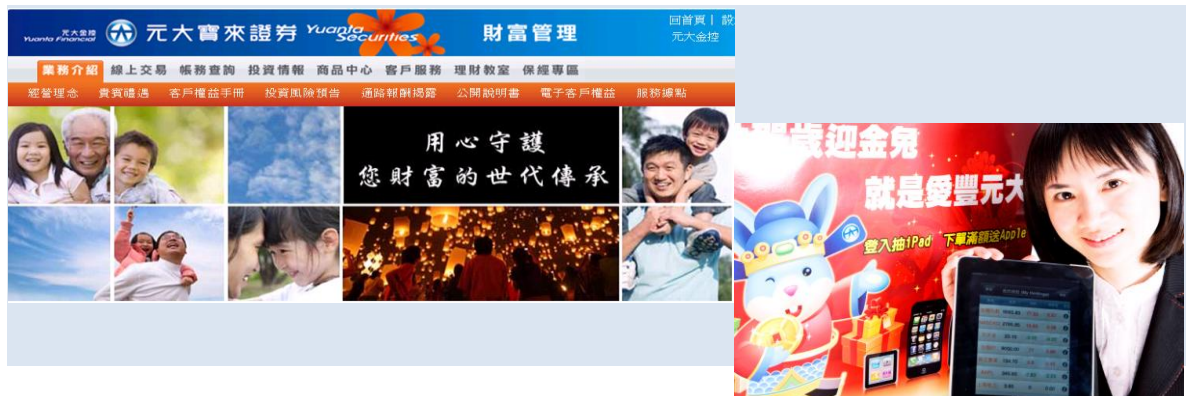 元大金控
Yuanta Financial
元大寶來證券
Yuanta Securities
財富管理
回首頁 | 設
元大金控
業務介紹 線上交易 帳務查詢 投資情報 商品中心 客戶服務 理財教室 保經專區
經營理念 貴賓禮遇 客戶權益手冊 投資風險預告 通路報酬揭露 公開說明書 電子客戶權益 服務據點
用心守護
您財富的世代傳承
歲迎金兔
就是愛豐元大
登入抽iPad 下單滿額送Apple